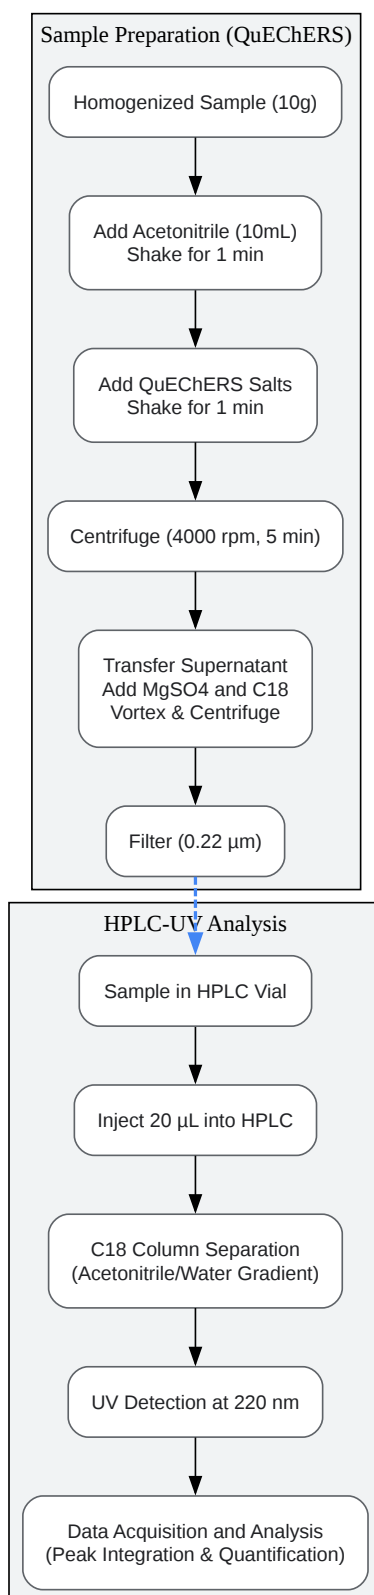 Sample Preparation (QuEChERS)
Homogenized Sample (10g)
Add Acetonitrile (10mL)
Shake for 1 min
Add QuEChERS Salts
Shake for 1 min
Centrifuge (4000 rpm, 5 min)
Transfer Supernatant
Add MgSO4 and C18
Vortex & Centrifuge
Filter (0.22 µm)
HPLC-UV Analysis
Sample in HPLC Vial
Inject 20 µL into HPLC
C18 Column Separation
(Acetonitrile/Water Gradient)
UV Detection at 220 nm
Data Acquisition and Analysis
(Peak Integration & Quantification)